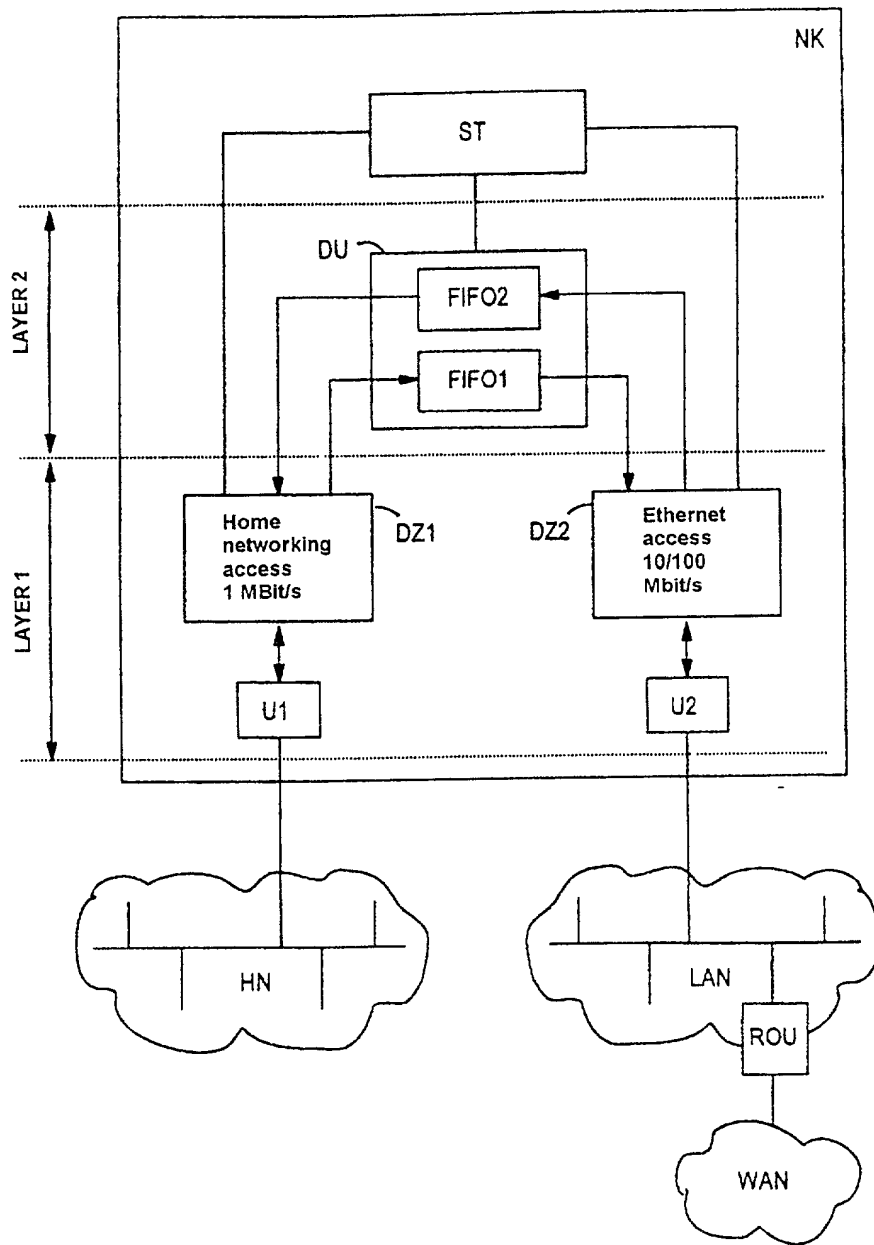 NK
ST
LAYER 2
DU
FIFO2
FIFO1
LAYER 1
Home
networking
access
1 MBit/s
DZ1
DZ2
Ethernet
access
10/100
Mbit/s
U1
U2
HN
LAN
ROU
WAN